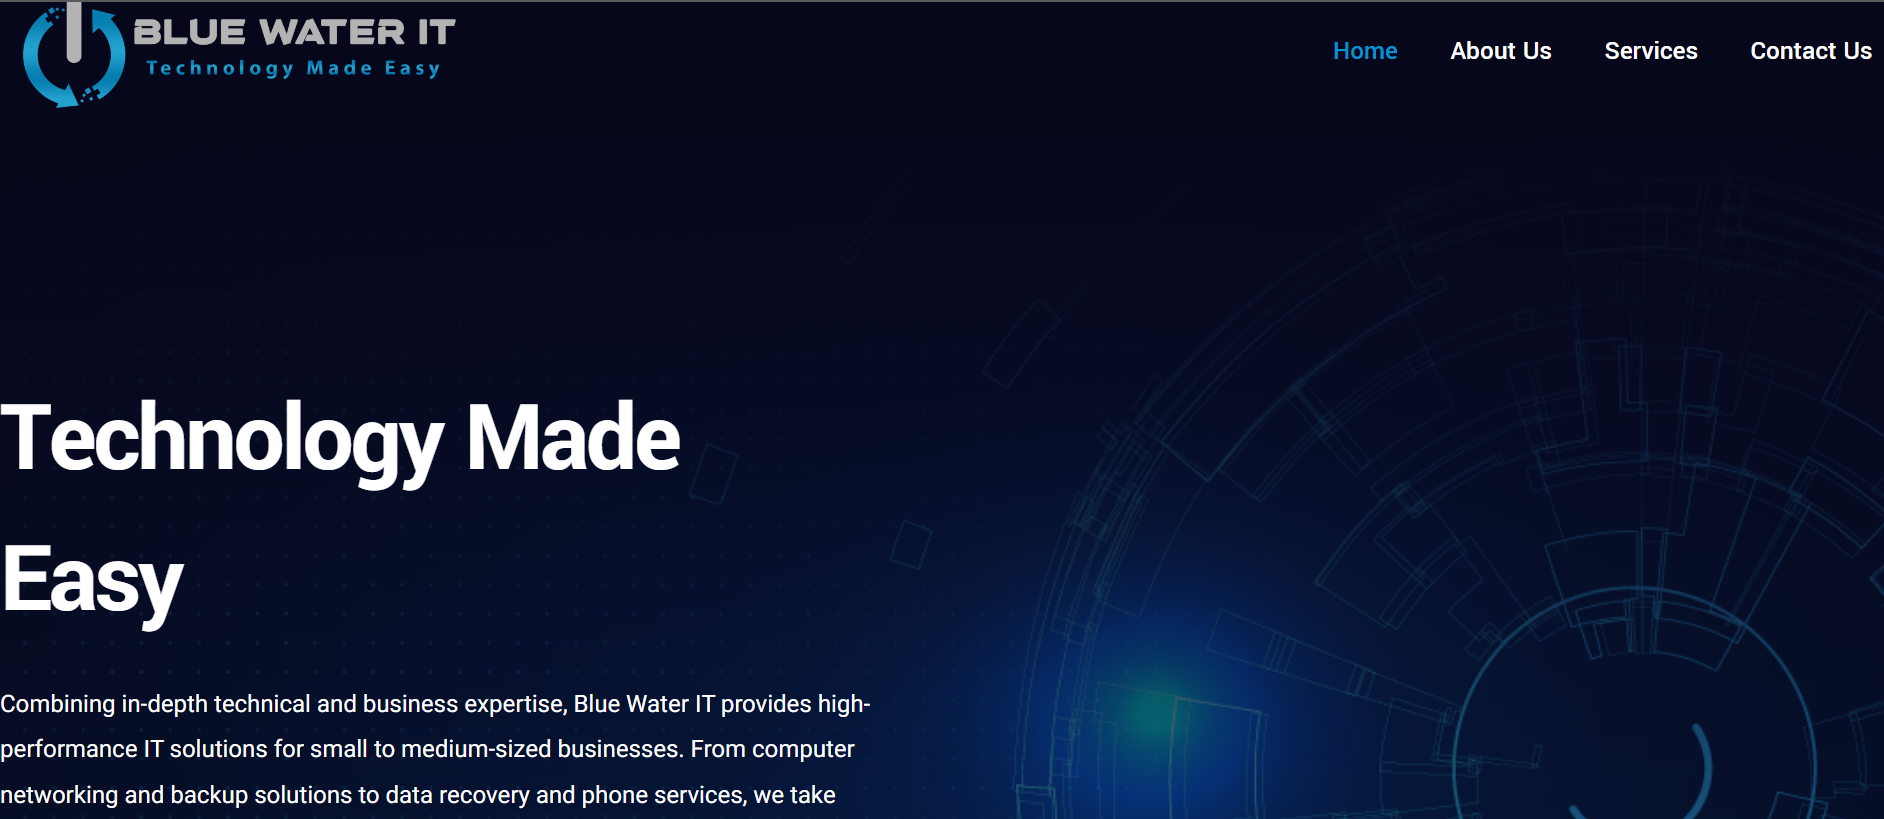 BLUE WATER IT
Technology Made Easy
Home About Us Services Contact Us
Technology Made
Easy
Combining in-depth technical and business expertise, Blue Water IT provides high-
performance IT solutions for small to medium-sized businesses. From computer
networking and backup solutions to data recovery and phone services, we take